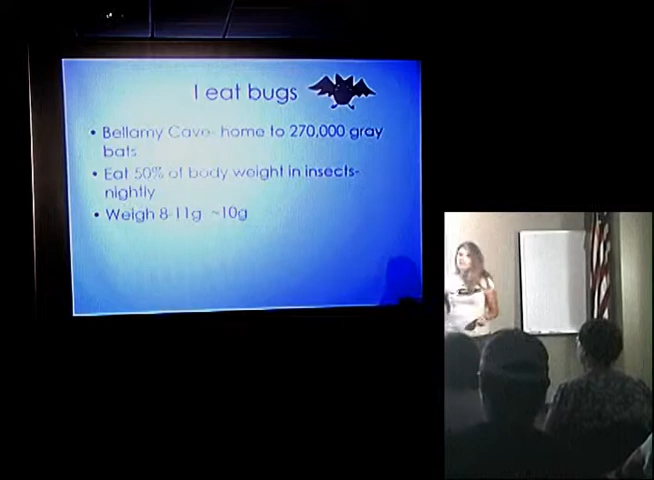 I eat bugs
• Bellamy Cave- home to 270,000 gray
bats
• Eat 50% of body weight in insects-
nightly
• Weigh 8-11g ~10g